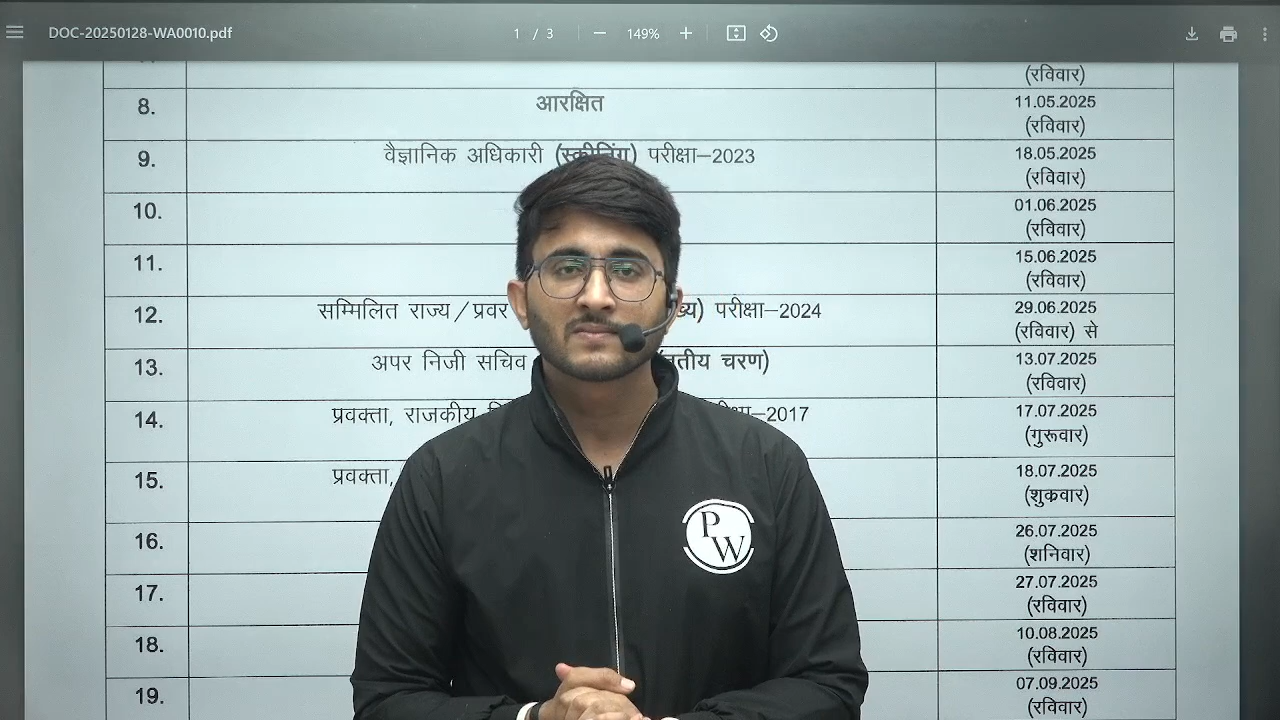 DOC-20250128-WA0010.pdf 1 / 3 149%
(रविवार)
8. आरक्षित 11.05.2025
(रविवार)
9. वैज्ञानिक अधिकारी (स्क्रीनिंग) परीक्षा–2023 18.05.2025
(रविवार)
10. 01.06.2025
(रविवार)
11. 15.06.2025
(रविवार)
12. सम्मिलित राज्य/प्रवर ख्य) परीक्षा–2024 29.06.2025
(रविवार) से
13. अपर निजी सचिव तीय चरण) 13.07.2025
(रविवार)
14. प्रवक्ता, राजकीय –2017 17.07.2025
(गुरूवार)
15. प्रवक्ता, 18.07.2025
(शुक्रवार)
16. 26.07.2025
(शनिवार)
17. 27.07.2025
(रविवार)
18. 10.08.2025
(रविवार)
19. 07.09.2025
(रविवार)
PW